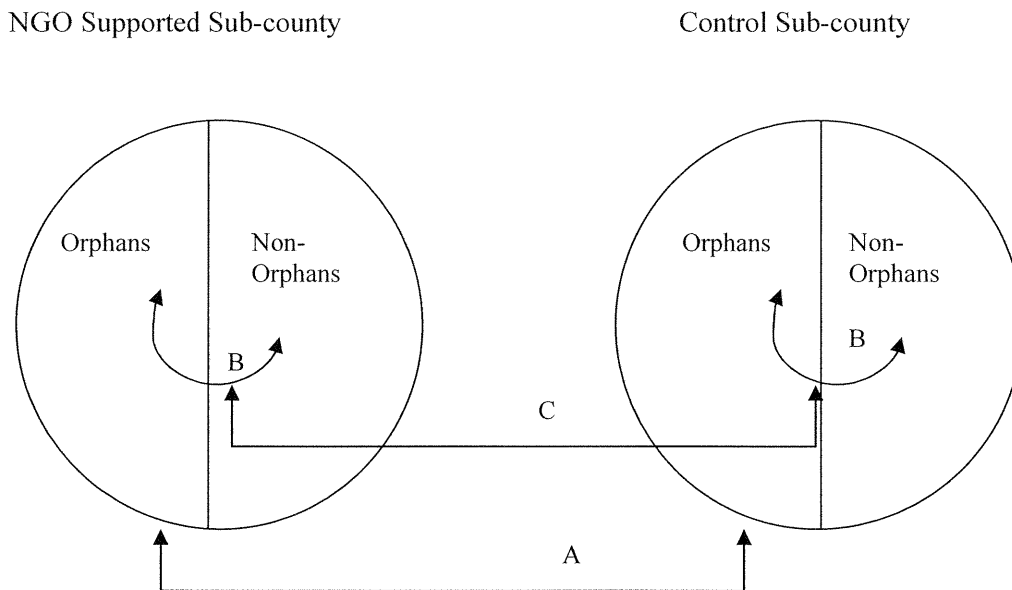 NGO Supported Sub-county
Control Sub-county
Orphans
Non-
Orphans
B
Orphans
Non-
Orphans
B
C
A